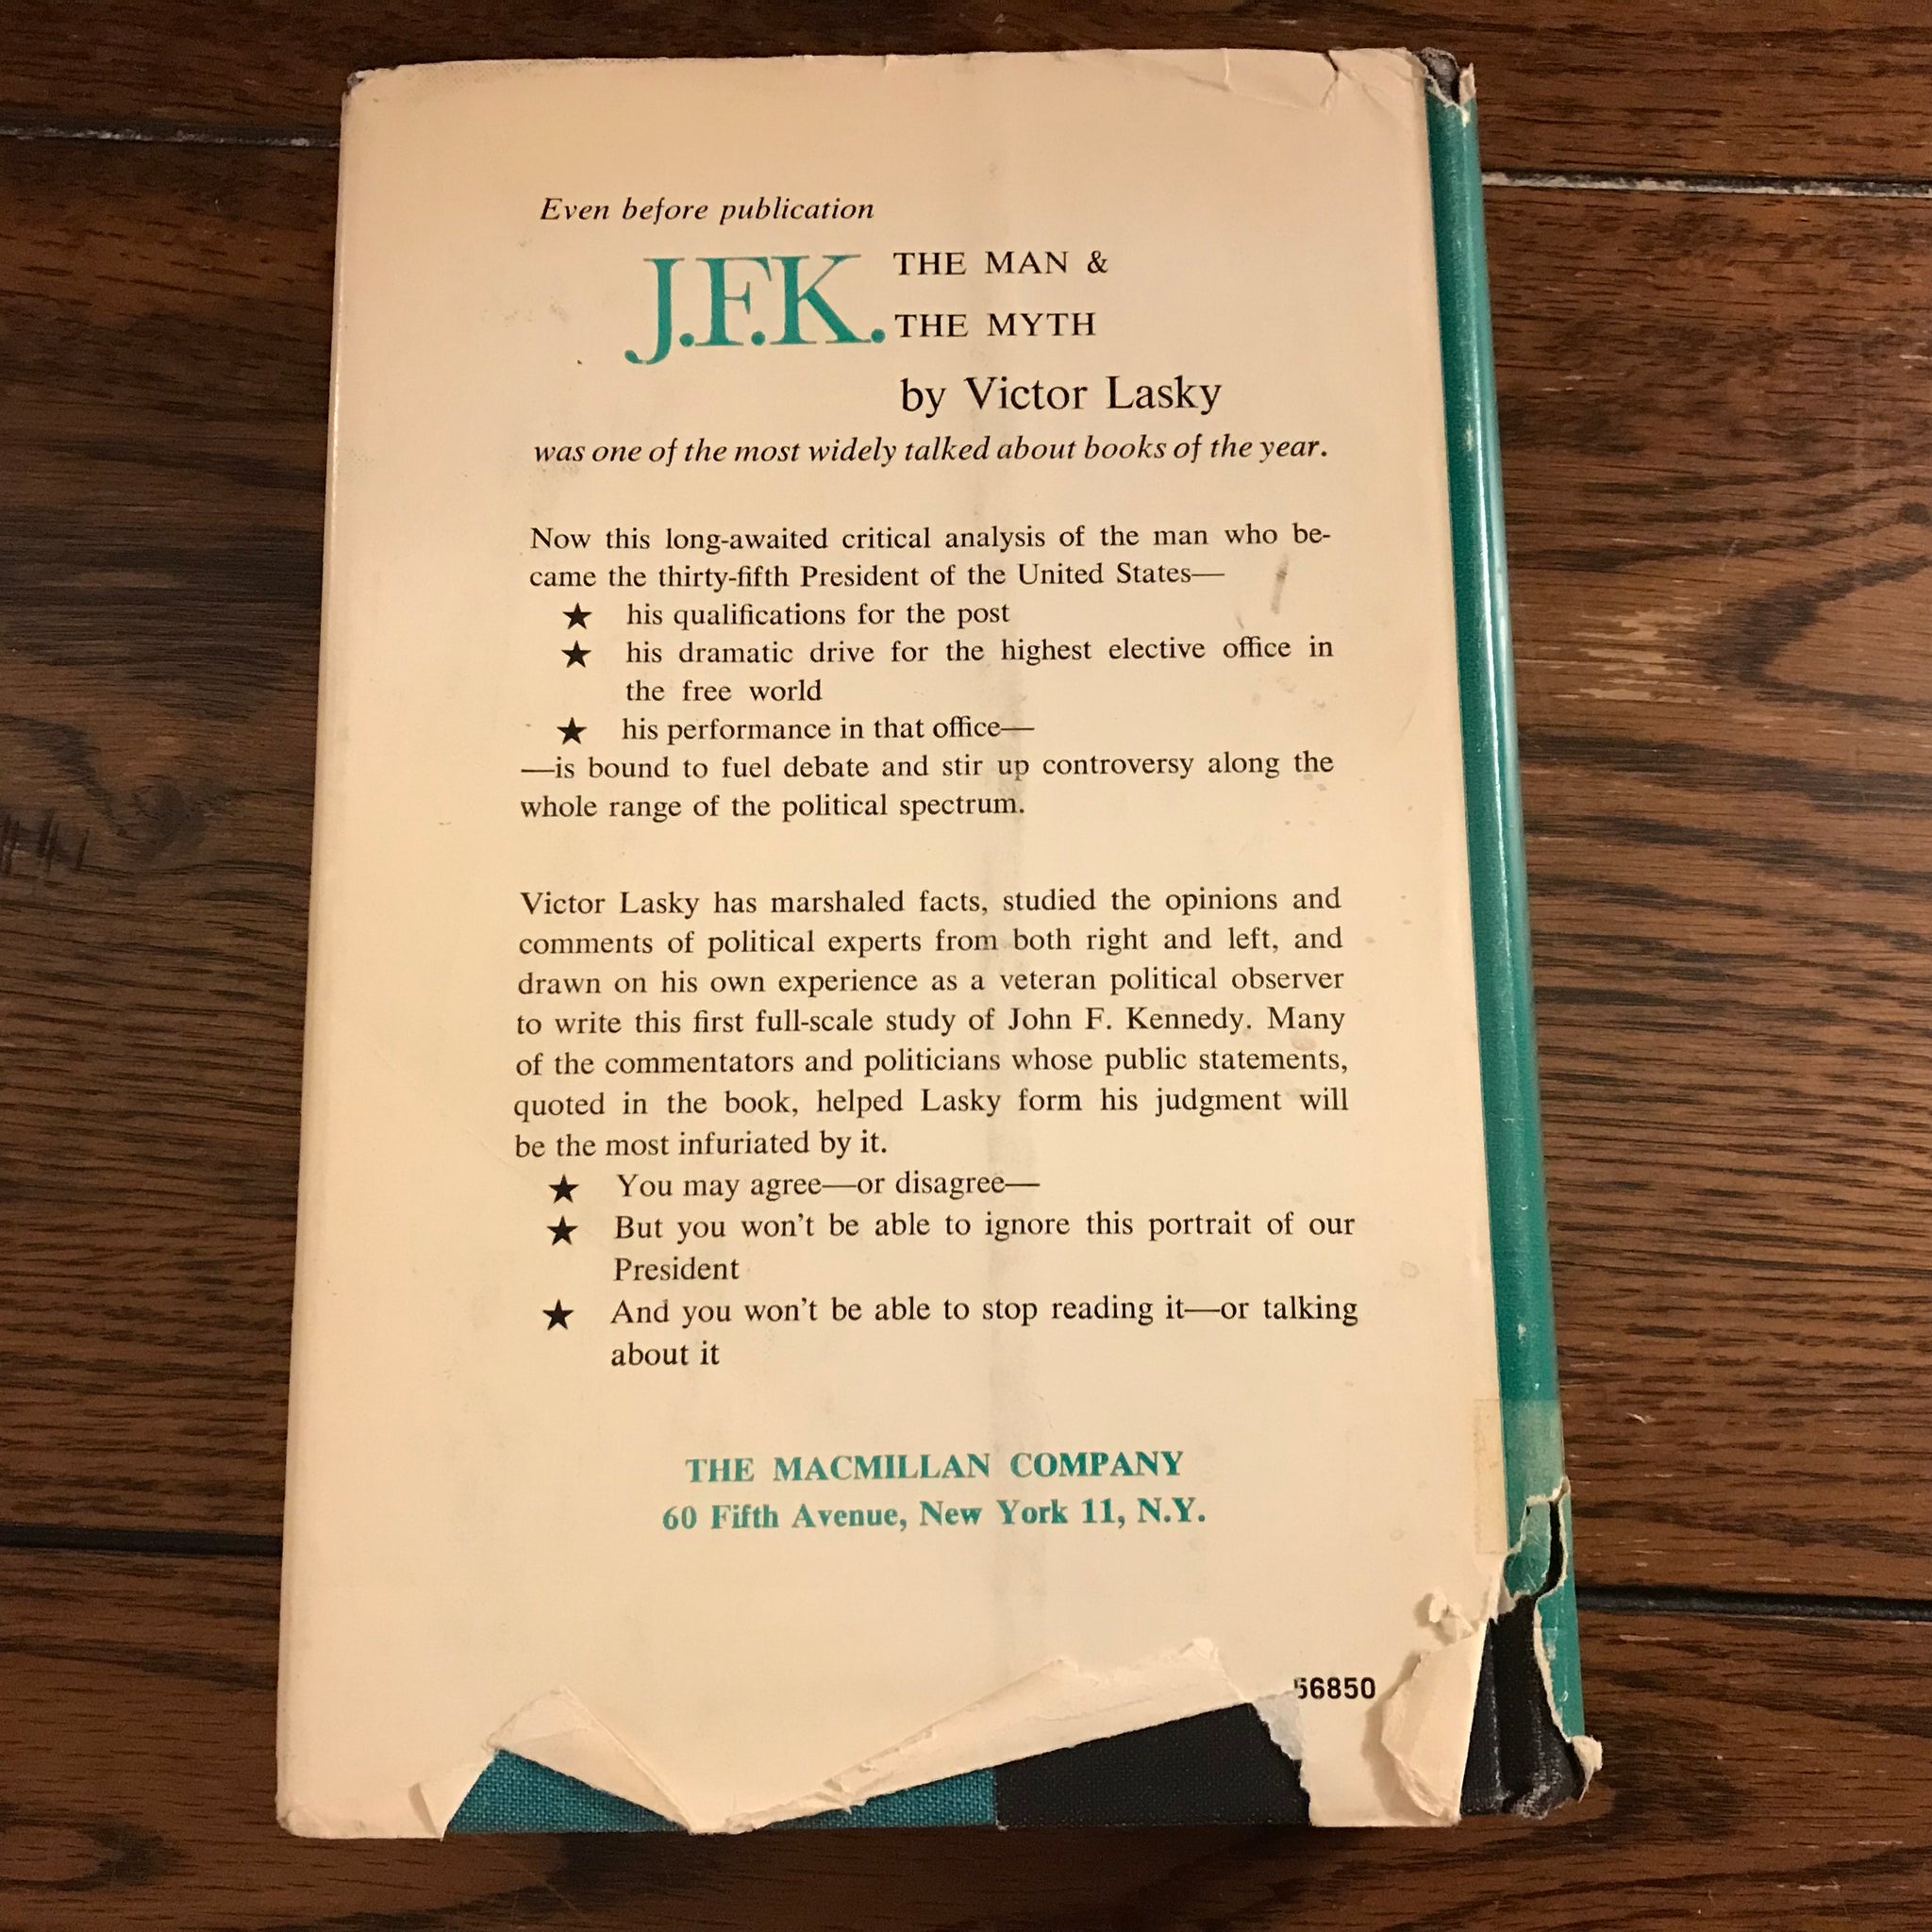 Even before publication
J.F.K. THE MAN &
THE MYTH
by Victor Lasky
was one of the most widely talked about books of the year.
Now this long-awaited critical analysis of the man who be-
came the thirty-fifth President of the United States—
★ his qualifications for the post
★ his dramatic drive for the highest elective office in
the free world
★ his performance in that office—
—is bound to fuel debate and stir up controversy along the
whole range of the political spectrum.
Victor Lasky has marshaled facts, studied the opinions and
comments of political experts from both right and left, and
drawn on his own experience as a veteran political observer
to write this first full-scale study of John F. Kennedy. Many
of the commentators and politicians whose public statements,
quoted in the book, helped Lasky form his judgment will
be the most infuriated by it.
★ You may agree—or disagree—
★ But you won't be able to ignore this portrait of our
President
★ And you won't be able to stop reading it—or talking
about it
THE MACMILLAN COMPANY
60 Fifth Avenue, New York 11, N.Y.
56850